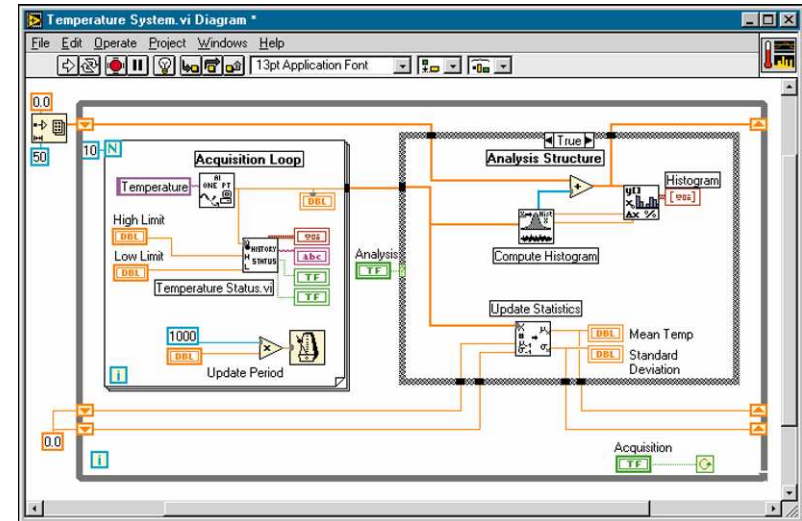 Temperature System.vi Diagram *
File Edit Operate Project Windows Help
13pt Application Font
0.0
50
10 N
Acquisition Loop
True
Analysis Structure
AI
ONE PT
Temperature
DBL
Histogram
High Limit
DBL
HISTORY
STATUS
H
L
abc
Low Limit
DBL
TF
TF
Temperature Status.vi
Analysis
TF
Compute Histogram
Update Statistics
1000
DBL
Update Period
DBL Mean Temp
DBL Standard
Deviation
i
0.0
i
Acquisition
TF